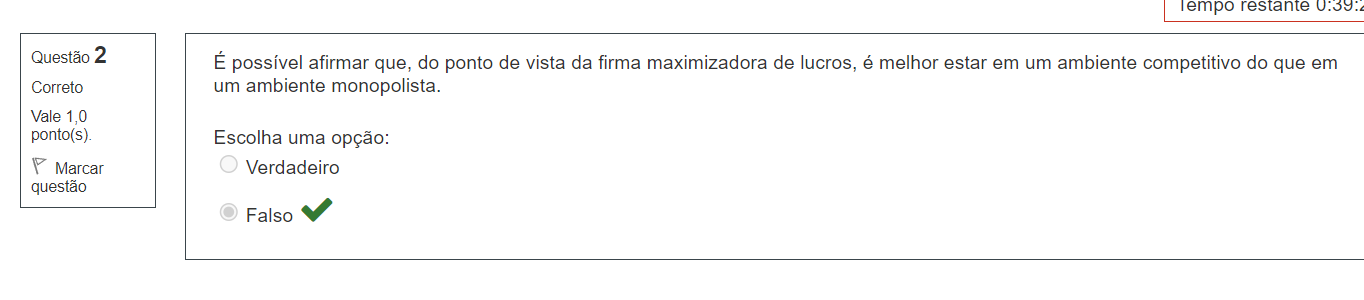 Tempo restante 0:39:2
Questão 2
Correto
Vale 1,0
ponto(s).
Marcar
questão
É possível afirmar que, do ponto de vista da firma maximizadora de lucros, é melhor estar em um ambiente competitivo do que em
um ambiente monopolista.
Escolha uma opção:
Verdadeiro
Falso